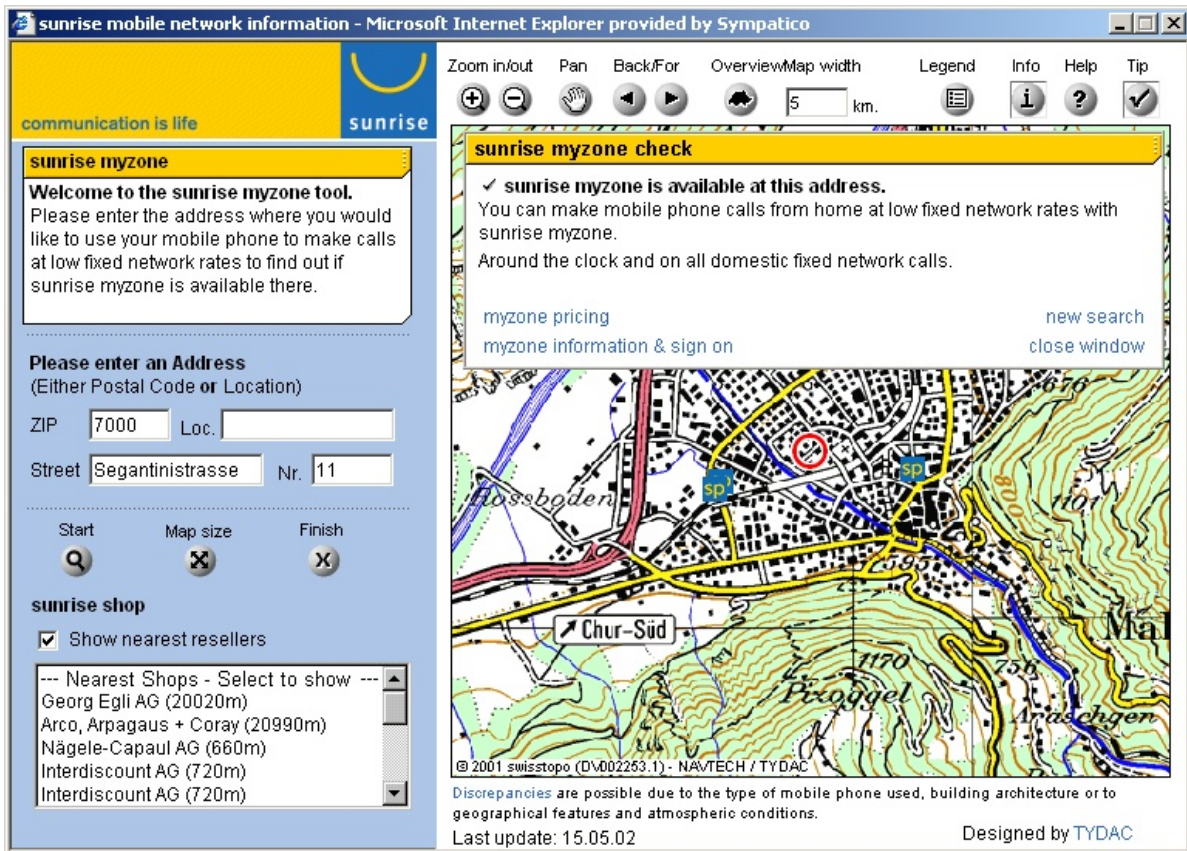 sunrise mobile network information - Microsoft Internet Explorer provided by Sympatico
communication is life
sunrise
sunrise myzone
Welcome to the sunrise myzone tool.
Please enter the address where you would
like to use your mobile phone to make calls
at low fixed network rates to find out if
sunrise myzone is available there.
Please enter an Address
(Either Postal Code or Location)
ZIP 7000 Loc.
Street Segantinistrasse Nr. 11
Start Map size Finish
sunrise shop
Show nearest resellers
--- Nearest Shops - Select to show ---
Georg Egli AG (20020m)
Arco, Arpagaus + Coray (20990m)
Nägele-Capaul AG (660m)
Interdiscount AG (720m)
Interdiscount AG (720m)
Zoom in/out Pan Back/For Overview Map width Legend Info Help Tip
5 km.
sunrise myzone check
✓ sunrise myzone is available at this address.
You can make mobile phone calls from home at low fixed network rates with
sunrise myzone.
Around the clock and on all domestic fixed network calls.
myzone pricing new search
myzone information & sign on close window
676
Rossboden
sp
sp
800
1101
595
Chur-Süd
Mal
1170
756
Pizoggel
Araschgen
© 2001 swisstopo (DV002253.1) - NAVTECH / TYDAC
Discrepancies are possible due to the type of mobile phone used, building architecture or to
geographical features and atmospheric conditions.
Last update: 15.05.02 Designed by TYDAC